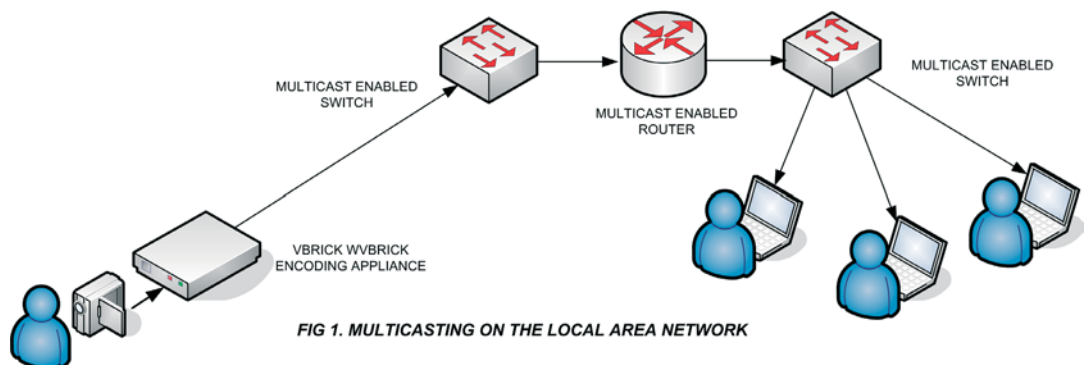 MULTICAST ENABLED
SWITCH
MULTICAST ENABLED
ROUTER
MULTICAST ENABLED
SWITCH
VBRICK WVBRICK
ENCODING APPLIANCE
FIG 1. MULTICASTING ON THE LOCAL AREA NETWORK